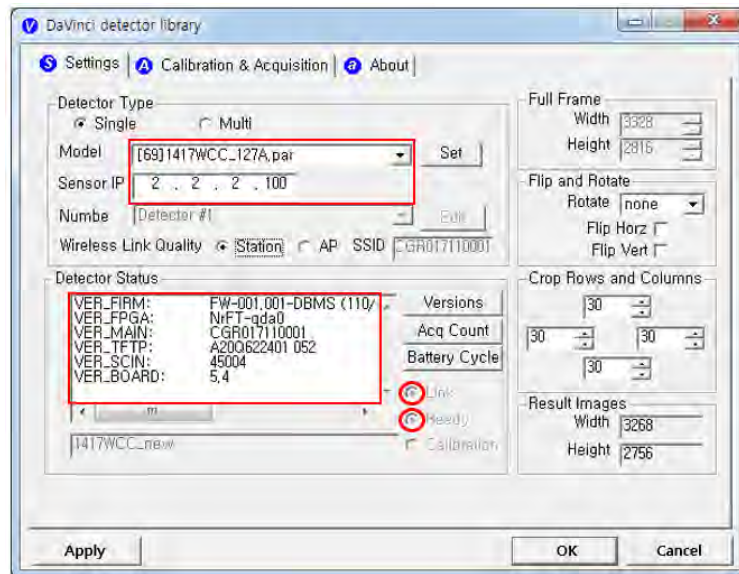 DaVinci detector library
Settings Calibration & Acquisition About
Detector Type
Single Multi
Model [69]1417WCC_127A.par Set
Sensor IP 2 . 2 . 2 . 100
Numbe Detector #1 Edit
Wireless Link Quality Station AP SSID CGR017110001
Detector Status
VER_FIRM: FW-001.001-DBMS (110/
VER_FPGA: NrFT-qda0
VER_MAIN: CGR017110001
VER_TFTP: A20Q622401 052
VER_SCIN: 45004
VER_BOARD: 5.4
Versions
Acq Count
Battery Cycle
Link
Ready
Calibration
1417WCC_new
Full Frame
Width 3328
Height 2816
Flip and Rotate
Rotate none
Flip Horz
Flip Vert
Crop Rows and Columns
30
30 30
30
Result Images
Width 3268
Height 2756
Apply OK Cancel